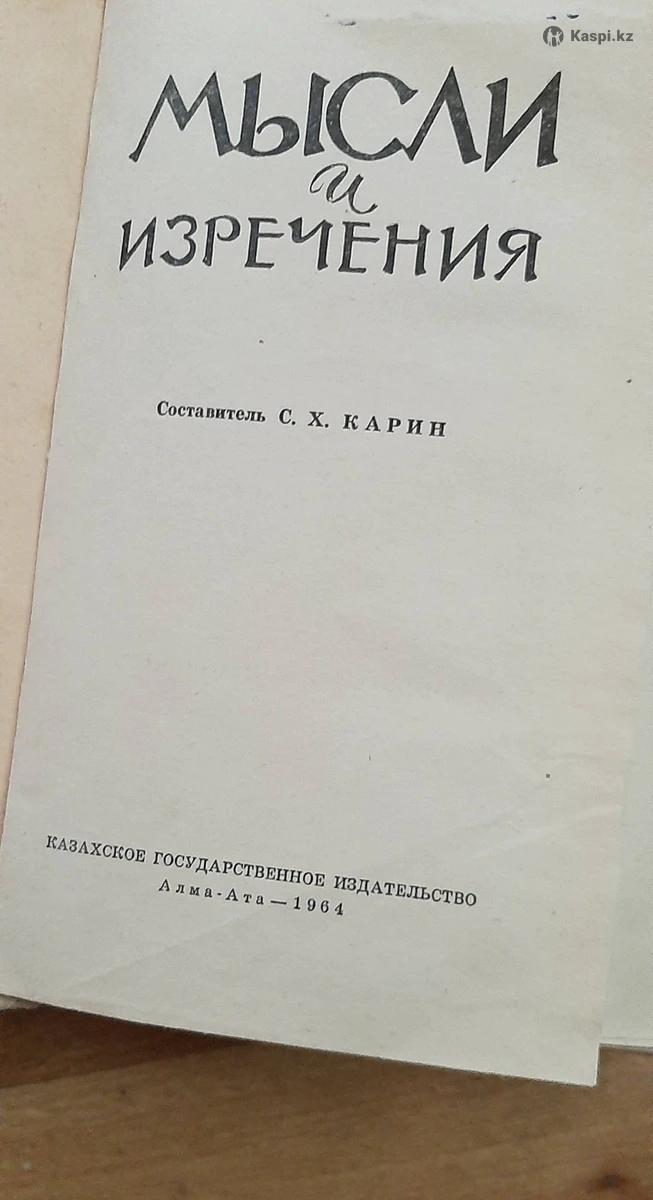 Kaspi.kz
МЫСЛИ
и
ИЗРЕЧЕНИЯ
Составитель С. Х. КАРИН
КАЗАХСКОЕ ГОСУДАРСТВЕННОЕ ИЗДАТЕЛЬСТВО
Алма-Ата — 1964